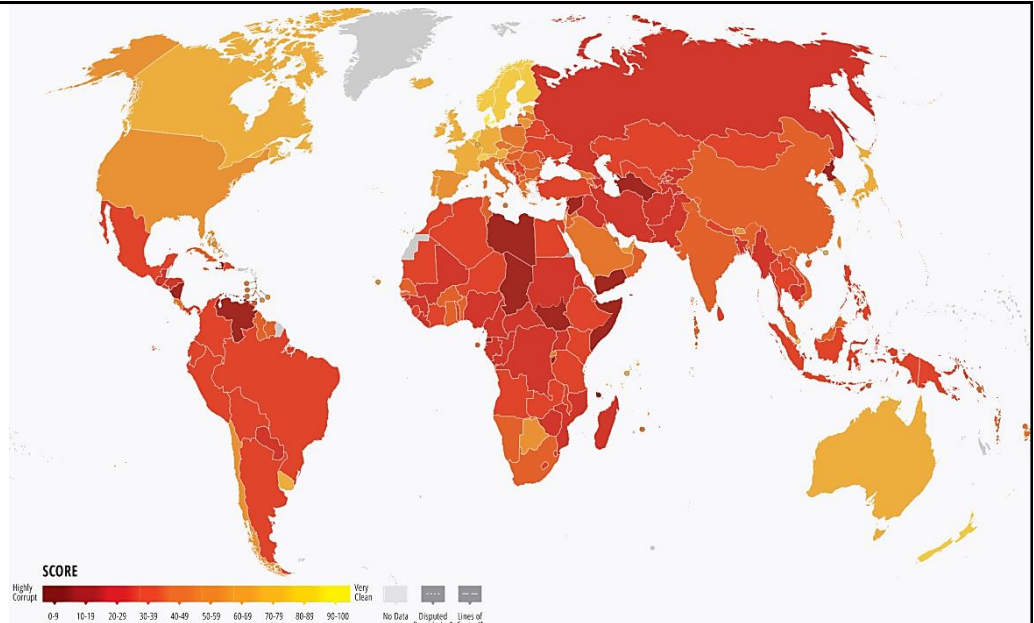 SCORE
Highly
Corrupt
Very
Clean
0-9 10-19 20-29 30-39 40-49 50-59 60-69 70-79 80-89 90-100
No Data Disputed Lines of